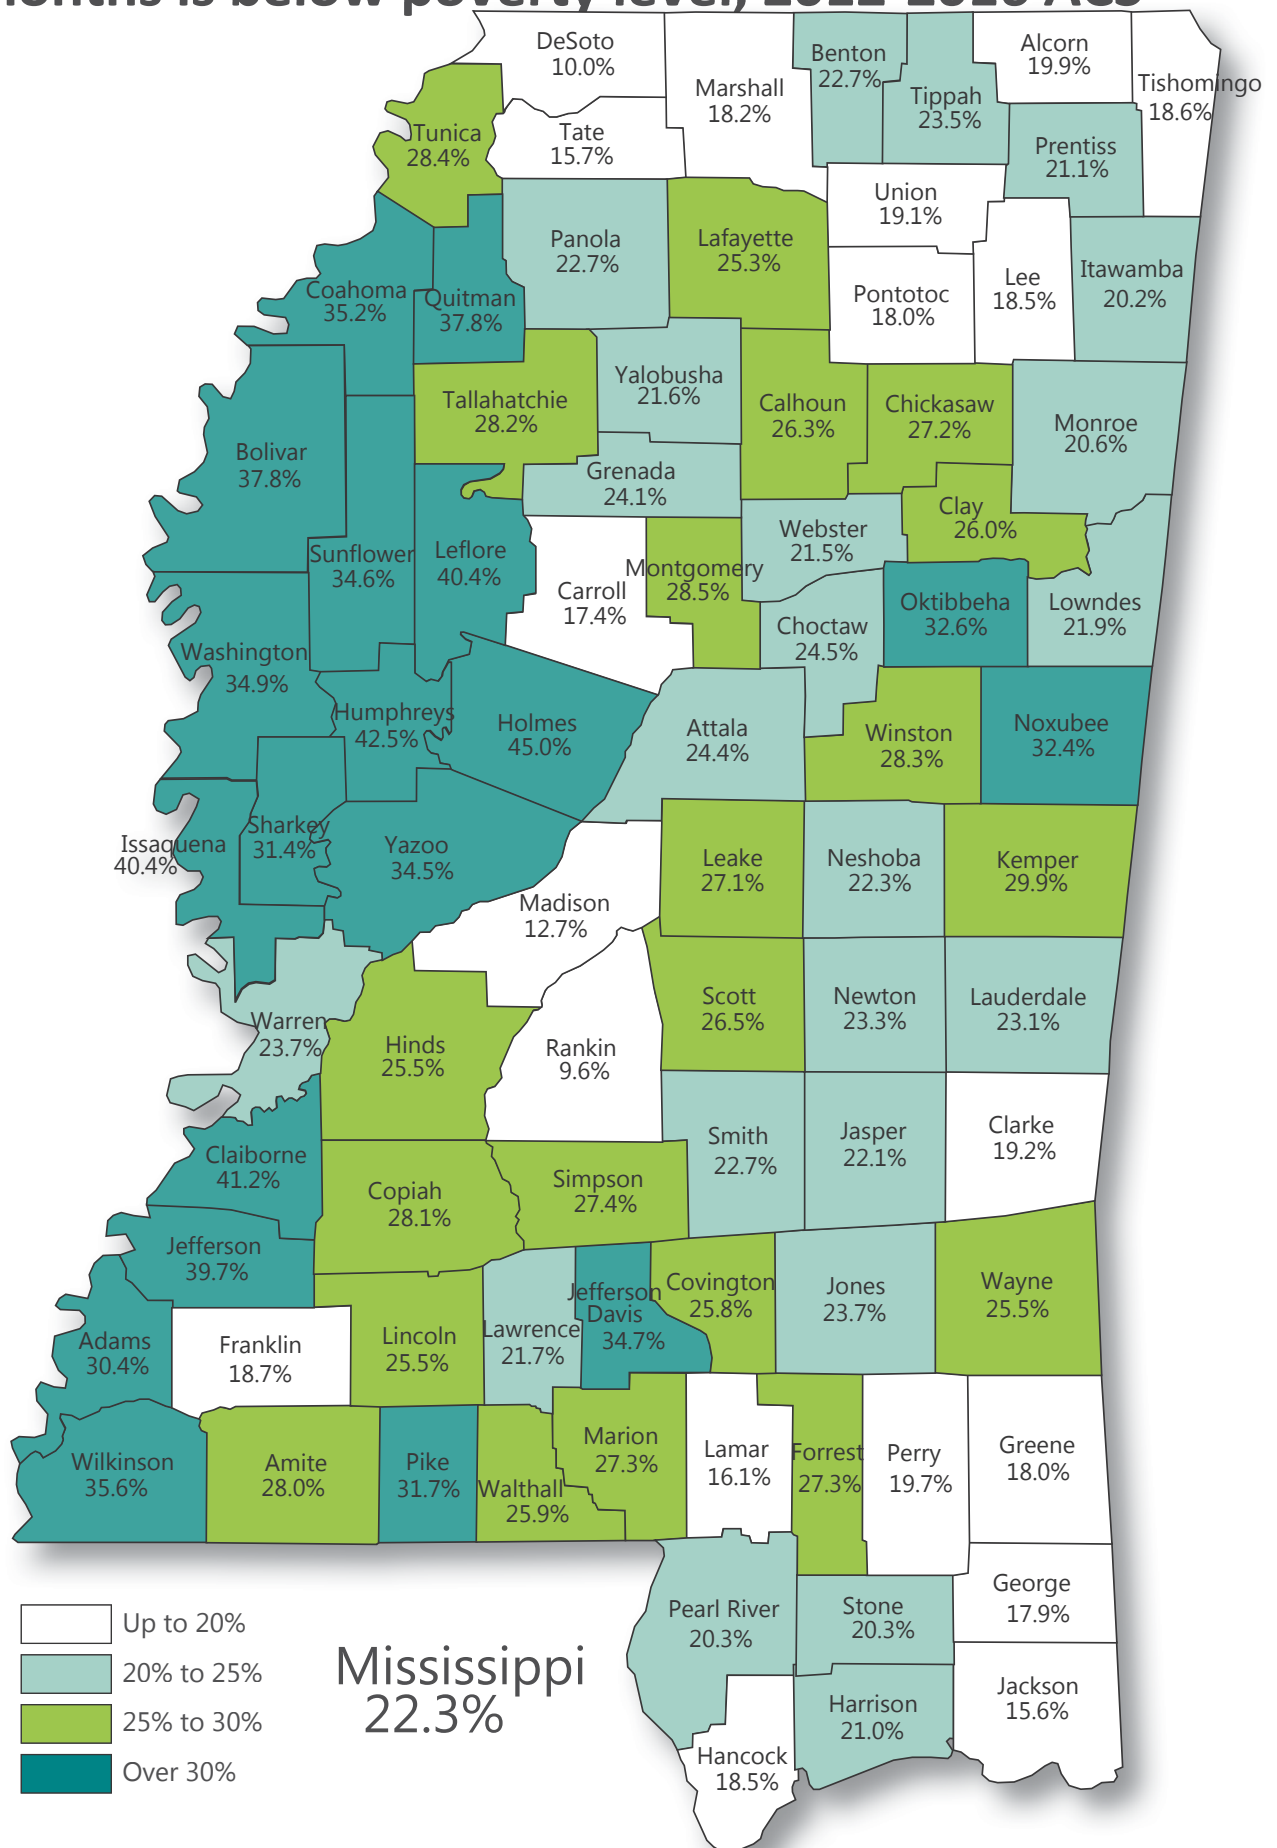 is below poverty level, ACS
DeSoto
10.0%
Marshall
18.2%
Benton
22.7%
Tippah
23.5%
Alcorn
19.9%
Tishomingo
18.6%
Tunica
28.4%
Tate
15.7%
Prentiss
21.1%
Union
19.1%
Panola
22.7%
Lafayette
25.3%
Coahoma
35.2%
Quitman
37.8%
Pontotoc
18.0%
Lee
18.5%
Itawamba
20.2%
Tallahatchie
28.2%
Yalobusha
21.6%
Calhoun
26.3%
Chickasaw
27.2%
Monroe
20.6%
Bolivar
37.8%
Grenada
24.1%
Clay
26.0%
Sunflower
34.6%
Leflore
40.4%
Carroll
17.4%
Montgomery
28.5%
Webster
21.5%
Choctaw
24.5%
Oktibbeha
32.6%
Lowndes
21.9%
Washington
34.9%
Humphreys
42.5%
Holmes
45.0%
Attala
24.4%
Winston
28.3%
Noxubee
32.4%
Issaquena
40.4%
Sharkey
31.4%
Yazoo
34.5%
Madison
12.7%
Leake
27.1%
Neshoba
22.3%
Kemper
29.9%
Warren
23.7%
Hinds
25.5%
Rankin
9.6%
Scott
26.5%
Newton
23.3%
Lauderdale
23.1%
Claiborne
41.2%
Copiah
28.1%
Simpson
27.4%
Smith
22.7%
Jasper
22.1%
Clarke
19.2%
Jefferson
39.7%
Adams
30.4%
Franklin
18.7%
Lincoln
25.5%
Lawrence
21.7%
Jefferson
Davis
34.7%
Covington
25.8%
Jones
23.7%
Wayne
25.5%
Wilkinson
35.6%
Amite
28.0%
Pike
31.7%
Walthall
25.9%
Marion
27.3%
Lamar
16.1%
Forrest
27.3%
Perry
19.7%
Greene
18.0%
Pearl River
20.3%
Stone
20.3%
George
17.9%
Hancock
18.5%
Harrison
21.0%
Jackson
15.6%
Up to 20%
20% to 25%
25% to 30%
Over 30%
Mississippi
22.3%